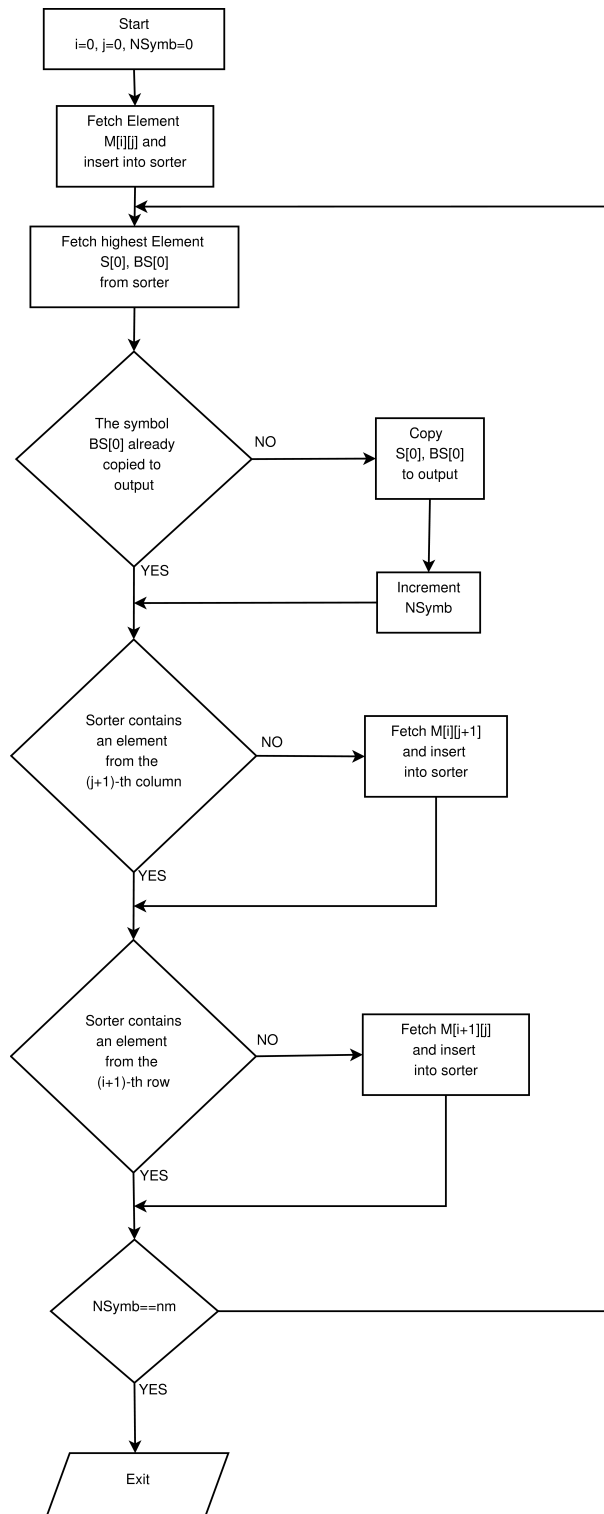 Start
i=0, j=0, NSymb=0
Fetch Element
M[i][j] and
insert into sorter
Fetch highest Element
S[0], BS[0]
from sorter
The symbol
BS[0] already
copied to
output
NO
Copy
S[0], BS[0]
to output
YES
Increment
NSymb
Sorter contains
an element
from the
(j+1)-th column
NO
Fetch M[i][j+1]
and insert
into sorter
YES
Sorter contains
an element
from the
(i+1)-th row
NO
Fetch M[i+1][j]
and insert
into sorter
YES
NSymb==nm
YES
Exit